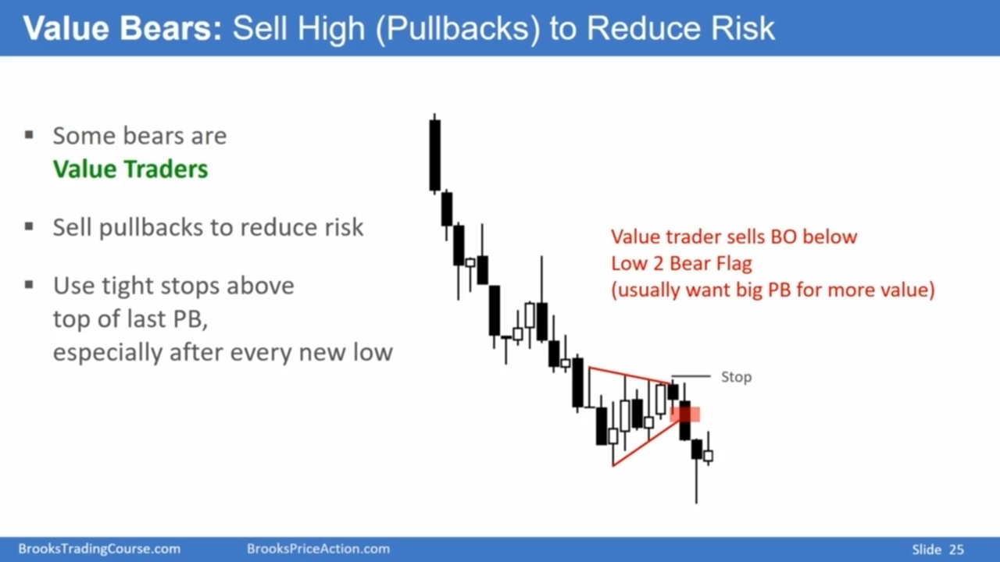 Value Bears: Sell High (Pullbacks) to Reduce Risk
▪ Some bears are
Value Traders
▪ Sell pullbacks to reduce risk
▪ Use tight stops above
top of last PB,
especially after every new low
Value trader sells BO below
Low 2 Bear Flag
(usually want big PB for more value)
Stop
BrooksTradingCourse.com
BrooksPriceAction.com
Slide 25